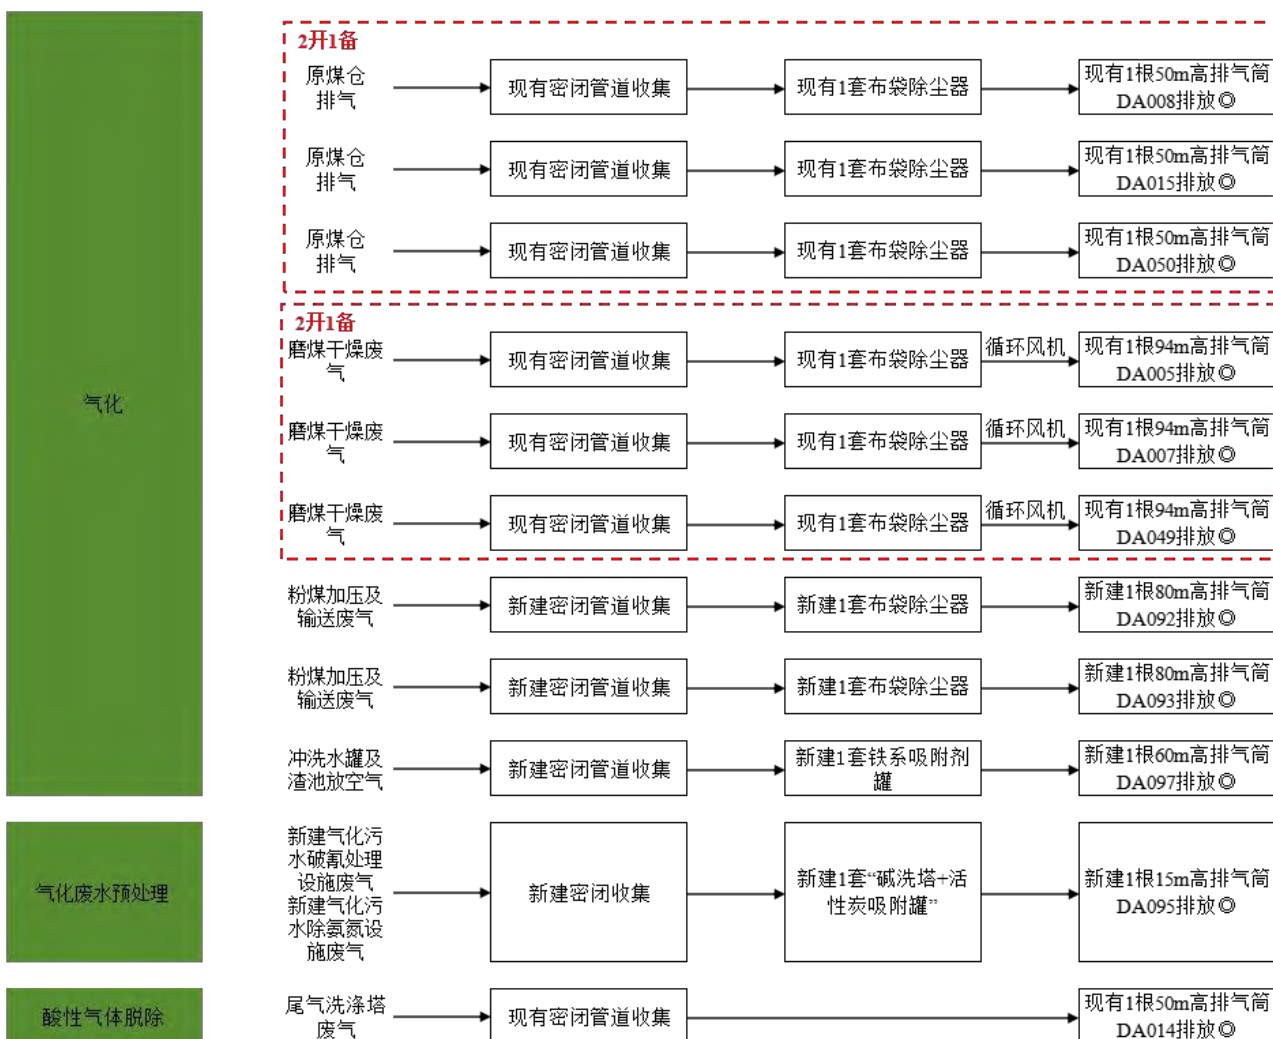 气化
2开1备
原煤仓
排气
现有密闭管道收集
现有1套布袋除尘器
现有1根50m高排气筒
DA008排放◎
原煤仓
排气
现有密闭管道收集
现有1套布袋除尘器
现有1根50m高排气筒
DA015排放◎
原煤仓
排气
现有密闭管道收集
现有1套布袋除尘器
现有1根50m高排气筒
DA050排放◎
2开1备
磨煤干燥废
气
现有密闭管道收集
现有1套布袋除尘器
循环风机
现有1根94m高排气筒
DA005排放◎
磨煤干燥废
气
现有密闭管道收集
现有1套布袋除尘器
循环风机
现有1根94m高排气筒
DA007排放◎
磨煤干燥废
气
现有密闭管道收集
现有1套布袋除尘器
循环风机
现有1根94m高排气筒
DA049排放◎
粉煤加压及
输送废气
新建密闭管道收集
新建1套布袋除尘器
新建1根80m高排气筒
DA092排放◎
粉煤加压及
输送废气
新建密闭管道收集
新建1套布袋除尘器
新建1根80m高排气筒
DA093排放◎
冲洗水罐及
渣池放空气
新建密闭管道收集
新建1套铁系吸附剂
罐
新建1根60m高排气筒
DA097排放◎
气化废水预处理
新建气化污
水破氰处理
设施废气
新建气化污
水除氨氮设
施废气
新建密闭收集
新建1套“碱洗塔+活
性炭吸附罐”
新建1根15m高排气筒
DA095排放◎
酸性气体脱除
尾气洗涤塔
废气
现有密闭管道收集
现有1根50m高排气筒
DA014排放◎